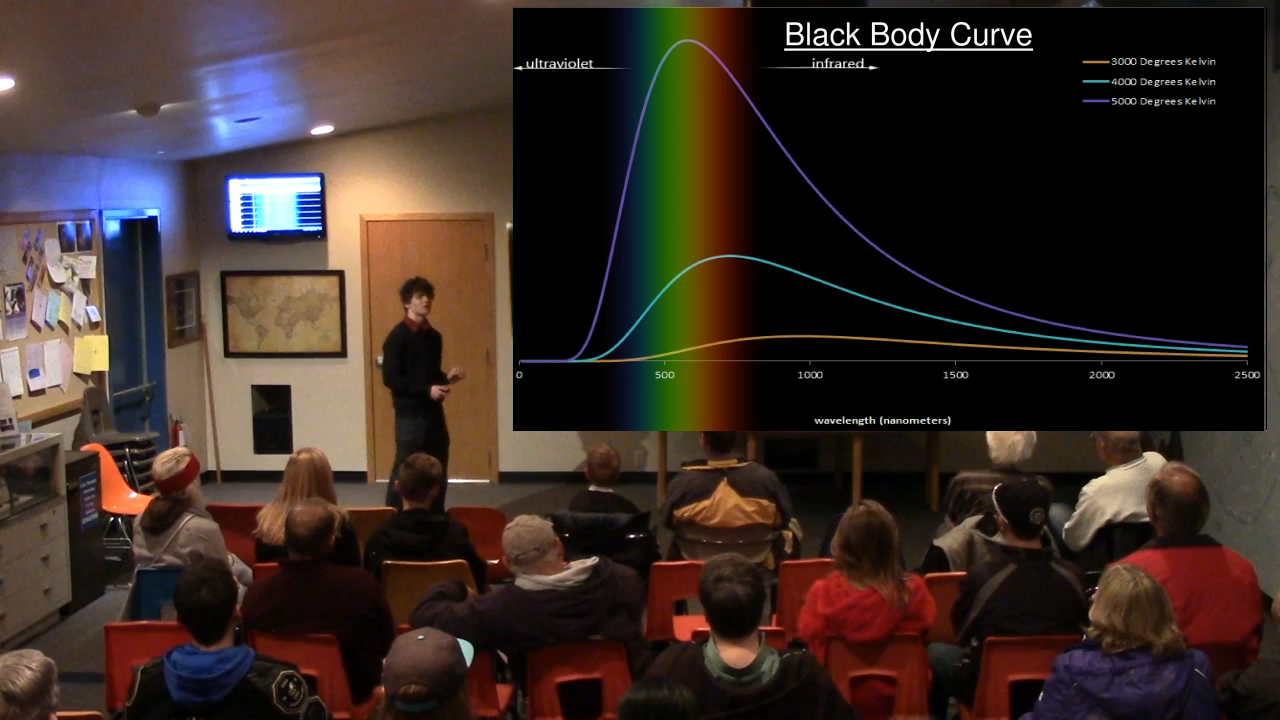 Black Body Curve
ultraviolet
infrared
3000 Degrees Kelvin
4000 Degrees Kelvin
5000 Degrees Kelvin
0 500 1000 1500 2000 2500
wavelength (nanometers)